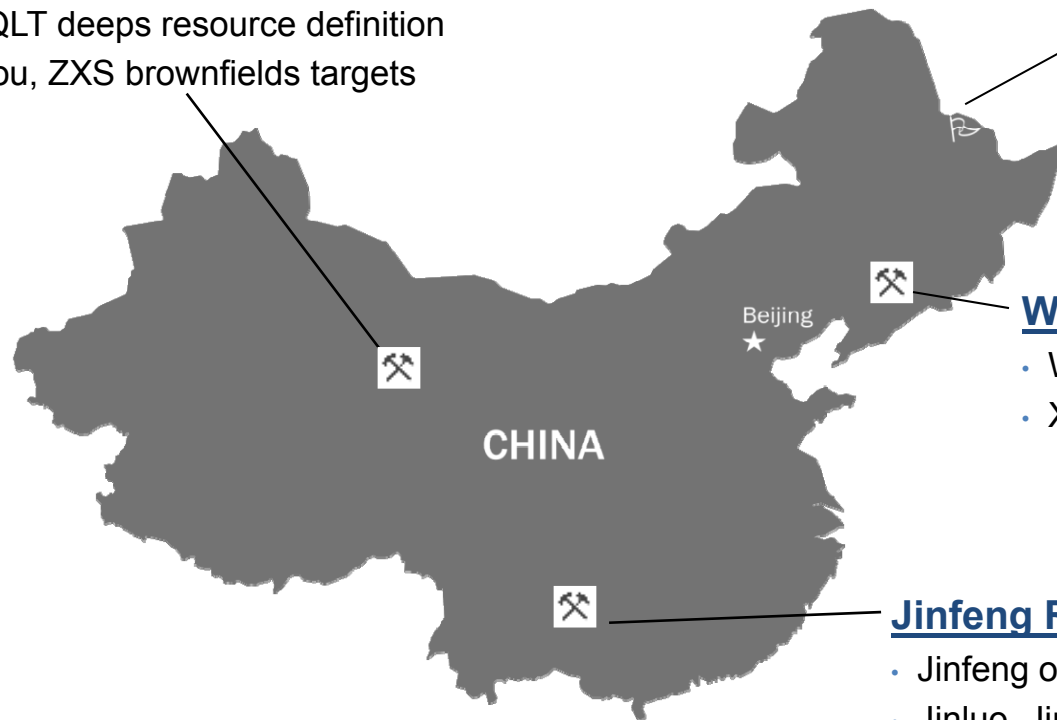 QLT deeps resource definition
ou, ZXS brownfields targets
Beijing
W
CHINA
Jinfeng
Jinfeng o